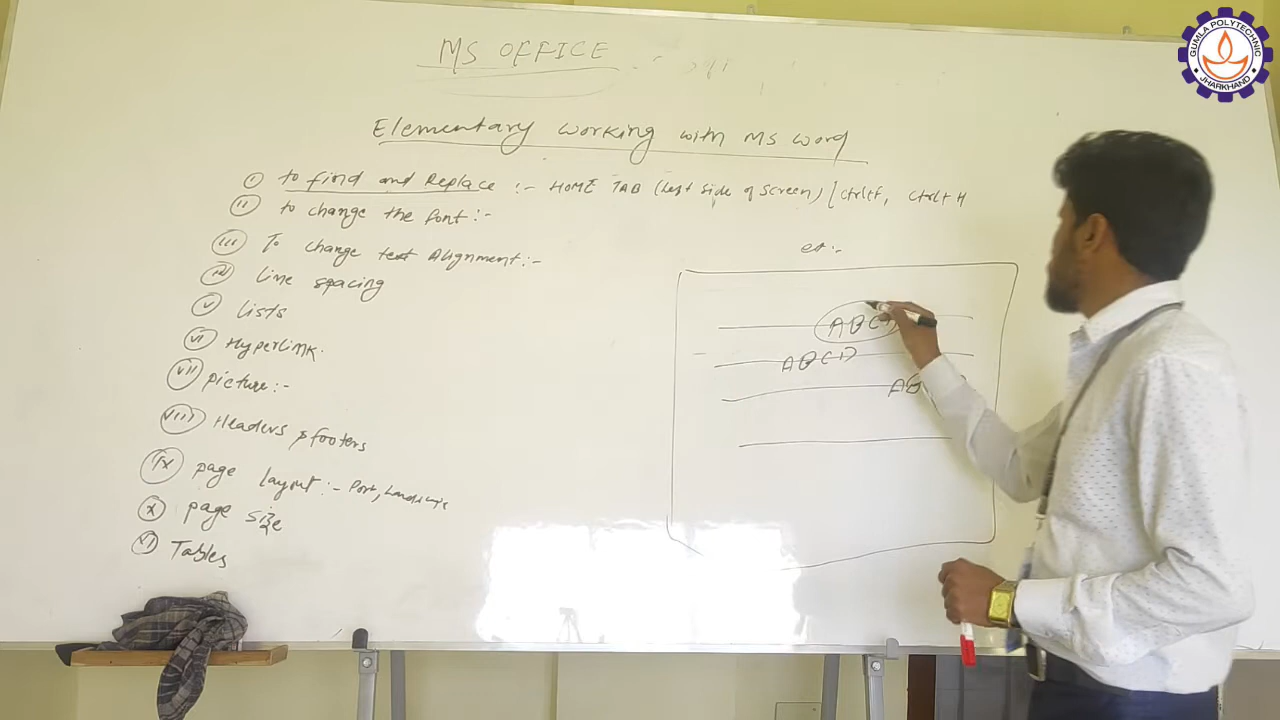 MS OFFICE
Elementary working with MS Word
i to find and Replace :- HOME TAB (Left side of screen) [Ctrl+F, Ctrl+H
ii to change the font :-
iii To change text Alignment :-
iv Line spacing
v Lists
vi Hyperlink.
vii picture :-
viii Headers & footers
ix page layout :- Port,
x page size
xi Tables
ex :-
ABCD
ABCD
AB
GUMLA POLYTECHNIC
JHARKHAND